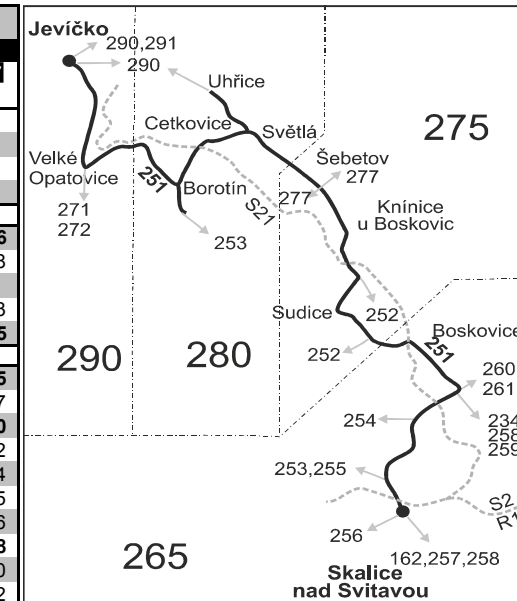 Jevíčko
290,291
290
Uhřice
Cetkovice
Světlá
275
Velké
Opatovice
251
Borotín
S21
Šebetov
277
277
Knínice
u Boskovic
271
272
253
252
Sudice
252
Boskovice
251
290
280
260
261
254
234
258
259
253,255
S2
R1
256
265
162,257,258
Skalice
nad Svitavou